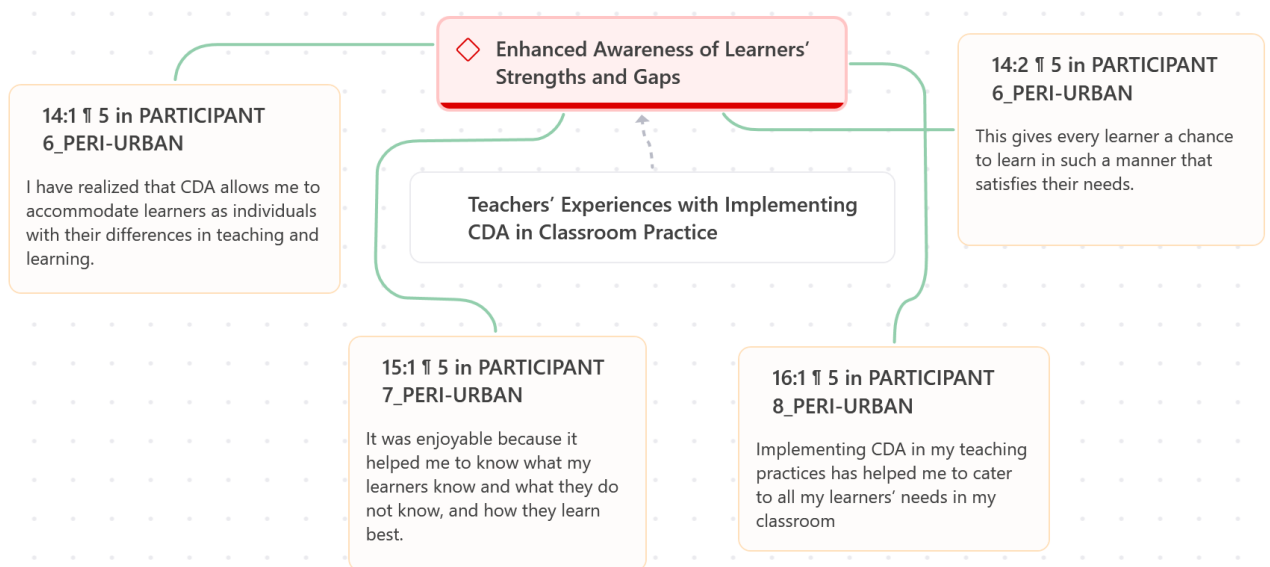 Enhanced Awareness of Learners’
Strengths and Gaps
14:2 ¶ 5 in PARTICIPANT
6_PERI-URBAN
This gives every learner a chance
to learn in such a manner that
satisfies their needs.
14:1 ¶ 5 in PARTICIPANT
6_PERI-URBAN
I have realized that CDA allows me to
accommodate learners as individuals
with their differences in teaching and
learning.
Teachers’ Experiences with Implementing
CDA in Classroom Practice
15:1 ¶ 5 in PARTICIPANT
7_PERI-URBAN
It was enjoyable because it
helped me to know what my
learners know and what they do
not know, and how they learn
best.
16:1 ¶ 5 in PARTICIPANT
8_PERI-URBAN
Implementing CDA in my teaching
practices has helped me to cater
to all my learners’ needs in my
classroom